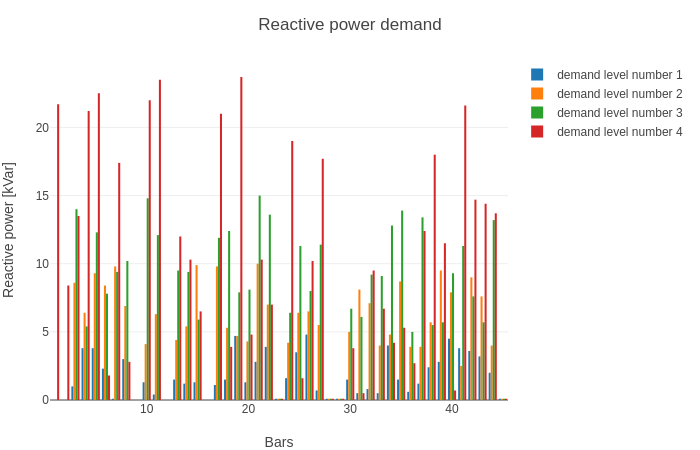 Reactive power demand
demand level number 1
demand level number 2
demand level number 3
demand level number 4
Reactive power [kVar]
20
15
10
5
0
10
20
30
40
Bars